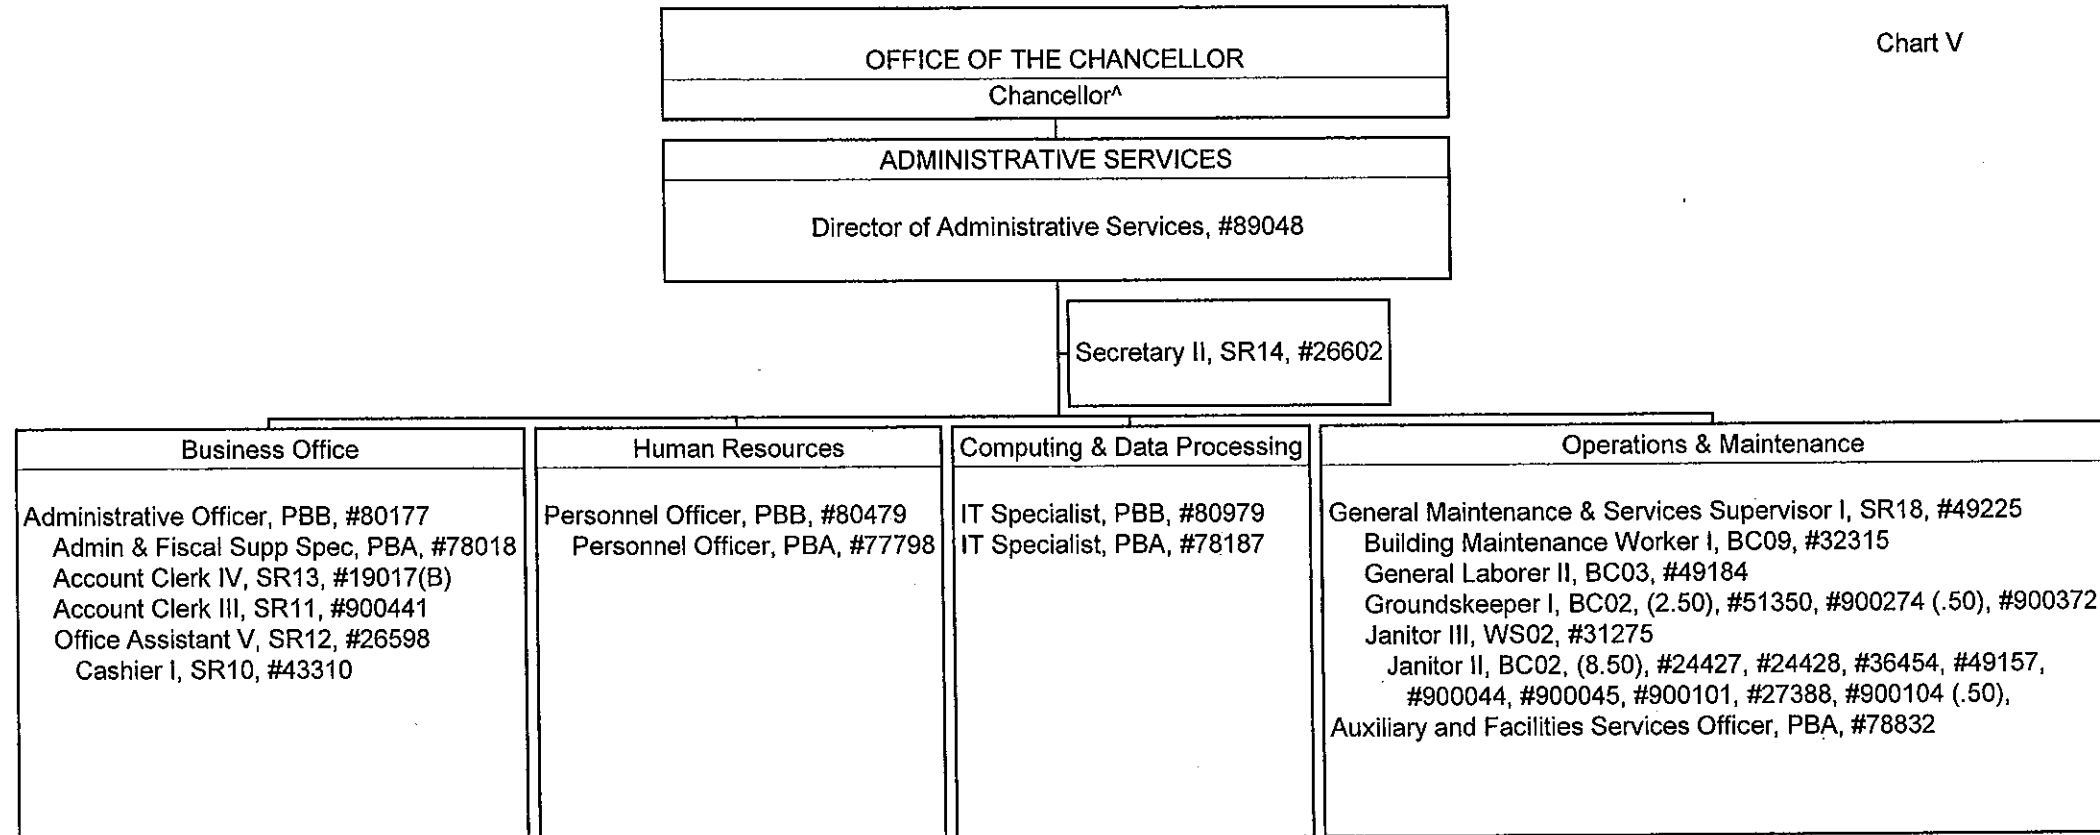 Chart V
OFFICE OF THE CHANCELLOR
Chancellor^
ADMINISTRATIVE SERVICES
Director of Administrative Services, #89048
Secretary II, SR14, #26602
Business Office
Administrative Officer, PBB, #80177
Admin & Fiscal Supp Spec, PBA, #78018
Account Clerk IV, SR13, #19017(B)
Account Clerk III, SR11, #900441
Office Assistant V, SR12, #26598
Cashier I, SR10, #43310
Human Resources
Personnel Officer, PBB, #80479
Personnel Officer, PBA, #77798
Computing & Data Processing
IT Specialist, PBB, #80979
IT Specialist, PBA, #78187
Operations & Maintenance
General Maintenance & Services Supervisor I, SR18, #49225
Building Maintenance Worker I, BC09, #32315
General Laborer II, BC03, #49184
Groundskeeper I, BC02, (2.50), #51350, #900274 (.50), #900372
Janitor III, WS02, #31275
Janitor II, BC02, (8.50), #24427, #24428, #36454, #49157,
#900044, #900045, #900101, #27388, #900104 (.50),
Auxiliary and Facilities Services Officer, PBA, #78832